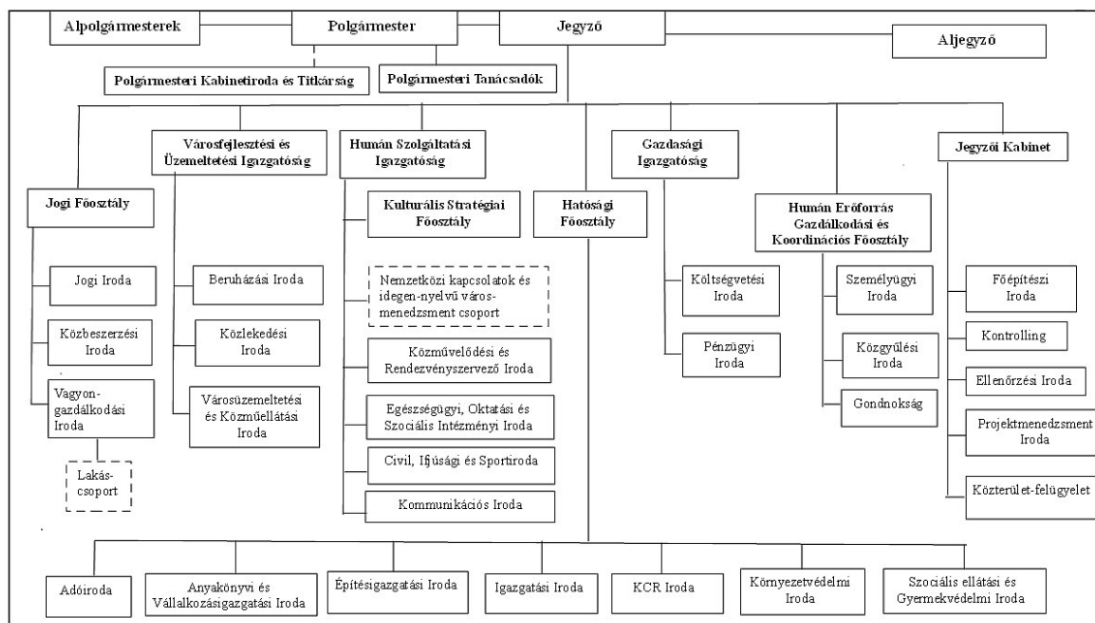 Alpolgármesterek
Polgármester
Jegyző
Aljegyző
Polgármesteri Kabinetiroda és Titkárság
Polgármesteri Tanácsadók
Városfejlesztési és
Üzemeltetési Igazgatóság
Humán Szolgáltatási
Igazgatóság
Gazdasági
Igazgatóság
Jegyzői Kabinet
Jogi Főosztály
Kulturális Stratégiai
Főosztály
Hatósági
Főosztály
Humán Erőforrás
Gazdálkodási és
Koordinációs Főosztály
Jogi Iroda
Közbeszerzési
Iroda
Vagyon-
gazdálkodási
Iroda
Lakás-
csoport
Beruházási Iroda
Közlekedési
Iroda
Városüzemeltetési
és Közműellátási
Iroda
Nemzetközi kapcsolatok és
idegen-nyelvű város-
menedzsment csoport
Közművelődési és
Rendezvényszervező Iroda
Egészségügyi, Oktatási és
Szociális Intézményi Iroda
Civil, Ifjúsági és Sportiroda
Kommunikációs Iroda
Költségvetési
Iroda
Pénzügyi
Iroda
Személyügyi
Iroda
Közgyűlési
Iroda
Gondnokság
Főépítészi
Iroda
Kontrolling
Ellenőrzési Iroda
Projektmenedzsment
Iroda
Közterület-felügyelet
Adóiroda
Anyakönyvi és
Vállalkozásigazgatási Iroda
Építésigazgatási Iroda
Igazgatási Iroda
KCR Iroda
Környezetvédelmi
Iroda
Szociális ellátási és
Gyermekvédelmi Iroda